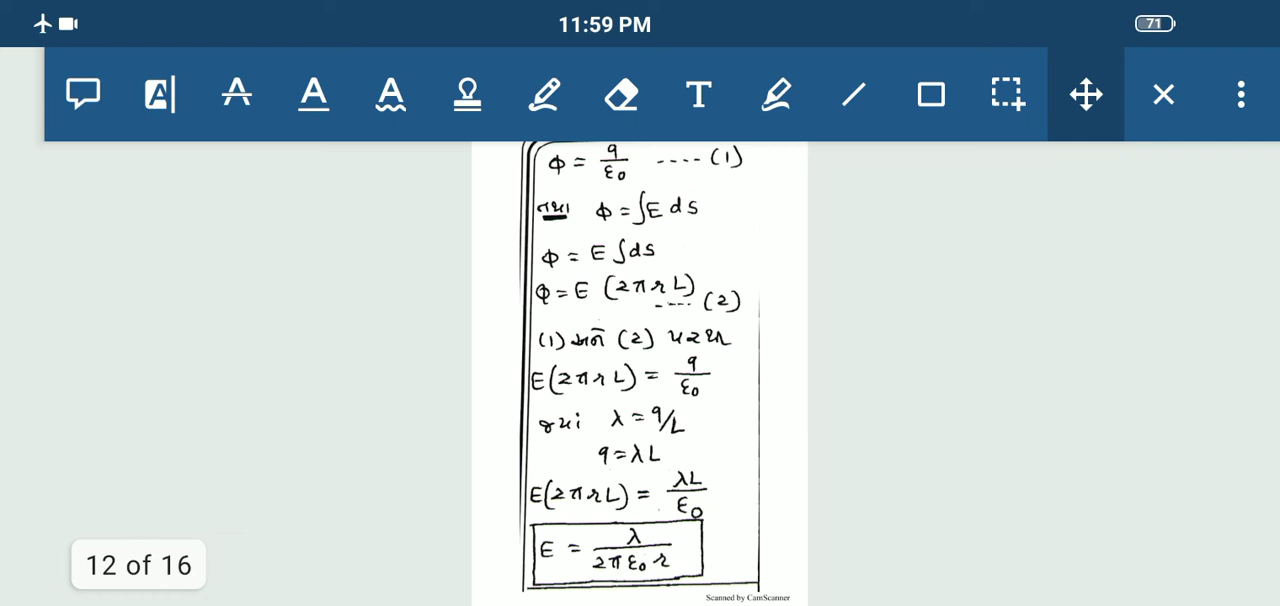 11:59 PM
71
A
A
A
A
T
Φ = q/ε₀ ---- (1)
તથા Φ = ∫E ds
Φ = E ∫ds
Φ = E (2πrL)
---- (2)
(1) અને (2) પરથી
E(2πrL) = q/ε₀
જ્યાં λ = q/L
q = λL
E(2πrL) = λL/ε₀
E = λ/2πε₀r
12 of 16
Scanned by CamScanner